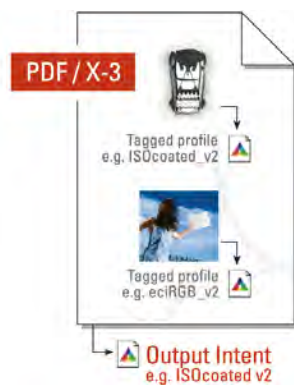 PDF/X-3
Tagged profile
e.g. ISOcoated_v2
Tagged profile
e.g. eciRGB_v2
Output Intent
e.g. ISOcoated v2